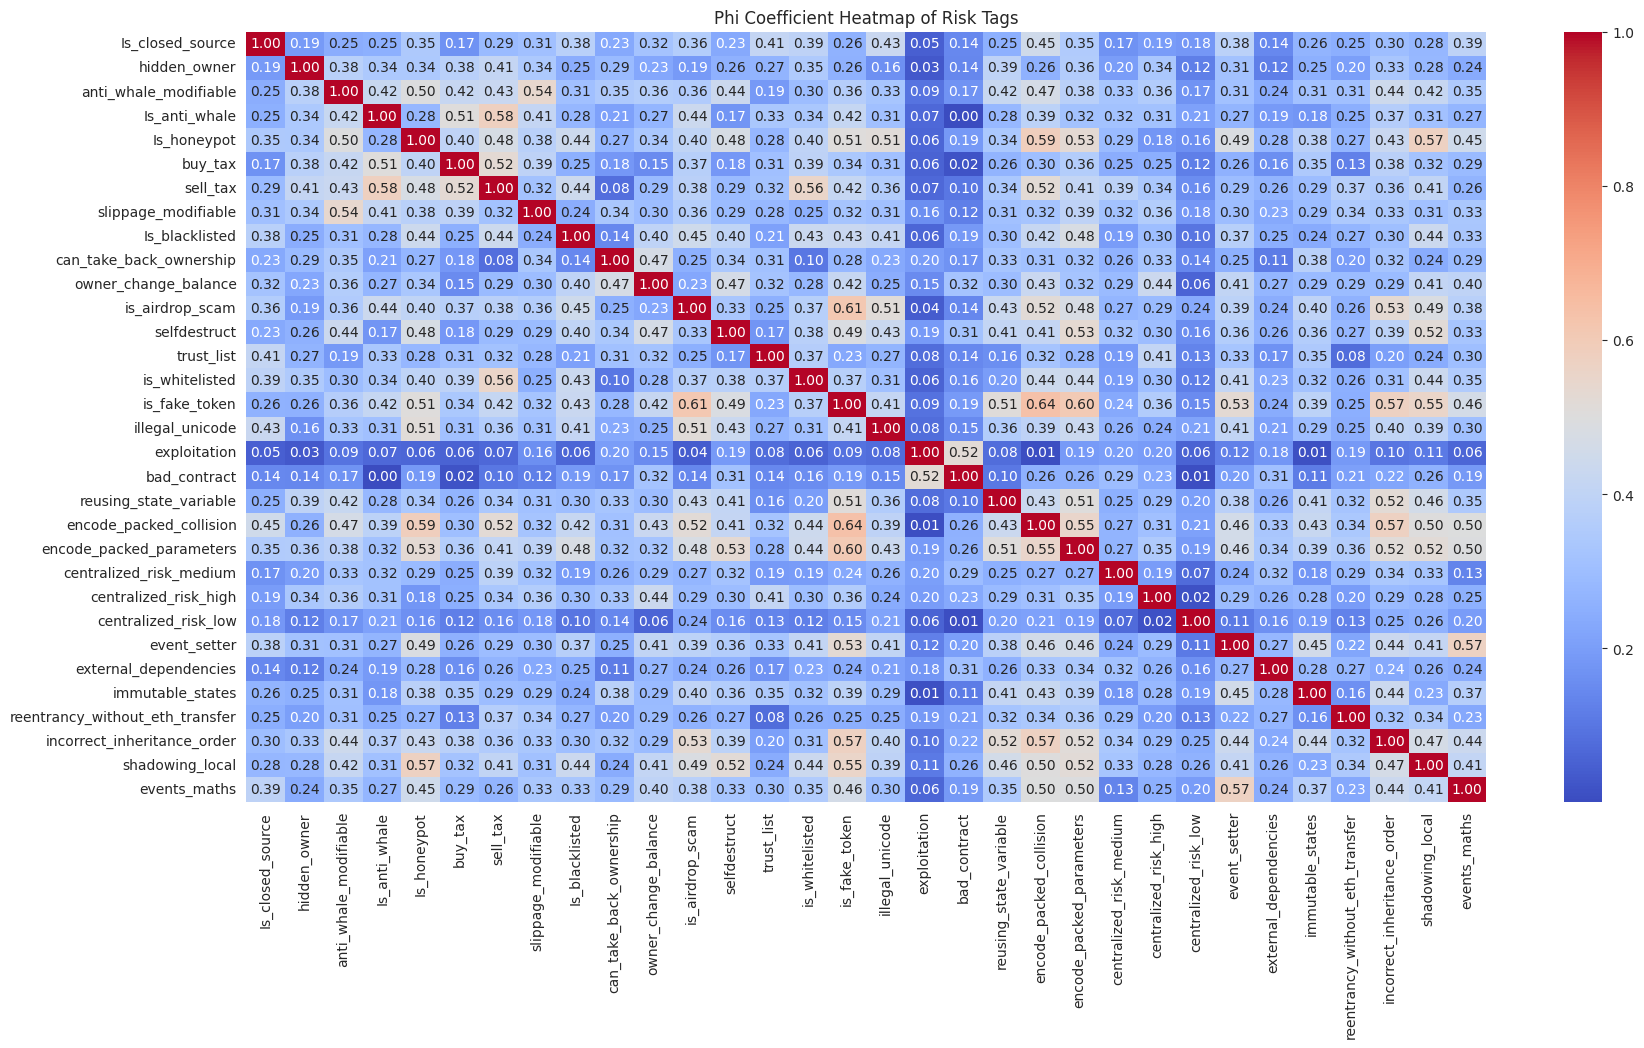 Phi Coefficient Heatmap of Risk Tags
Is_closed_source 1.00 0.19 0.25 0.25 0.35 0.17 0.29 0.31 0.38 0.23 0.32 0.36 0.23 0.41 0.39 0.26 0.43 0.05 0.14 0.25 0.45 0.35 0.17 0.19 0.18 0.38 0.14 0.26 0.25 0.30 0.28 0.39
hidden_owner 0.19 1.00 0.38 0.34 0.34 0.38 0.41 0.34 0.25 0.29 0.23 0.19 0.26 0.27 0.35 0.26 0.16 0.03 0.14 0.39 0.26 0.36 0.20 0.34 0.12 0.31 0.12 0.25 0.20 0.33 0.28 0.24
anti_whale_modifiable 0.25 0.38 1.00 0.42 0.50 0.42 0.43 0.54 0.31 0.35 0.36 0.36 0.44 0.19 0.30 0.36 0.33 0.09 0.17 0.42 0.47 0.38 0.33 0.36 0.17 0.31 0.24 0.31 0.31 0.44 0.42 0.35
Is_anti_whale 0.25 0.34 0.42 1.00 0.28 0.51 0.58 0.41 0.28 0.21 0.27 0.44 0.17 0.33 0.34 0.42 0.31 0.07 0.00 0.28 0.39 0.32 0.32 0.31 0.21 0.27 0.19 0.18 0.25 0.37 0.31 0.27
Is_honeypot 0.35 0.34 0.50 0.28 1.00 0.40 0.48 0.38 0.44 0.27 0.34 0.40 0.48 0.28 0.40 0.51 0.51 0.06 0.19 0.34 0.59 0.53 0.29 0.18 0.16 0.49 0.28 0.38 0.27 0.43 0.57 0.45
buy_tax 0.17 0.38 0.42 0.51 0.40 1.00 0.52 0.39 0.25 0.18 0.15 0.37 0.18 0.31 0.39 0.34 0.31 0.06 0.02 0.26 0.30 0.36 0.25 0.25 0.12 0.26 0.16 0.35 0.13 0.38 0.32 0.29
sell_tax 0.29 0.41 0.43 0.58 0.48 0.52 1.00 0.32 0.44 0.08 0.29 0.38 0.29 0.32 0.56 0.42 0.36 0.07 0.10 0.34 0.52 0.41 0.39 0.34 0.16 0.29 0.26 0.29 0.37 0.36 0.41 0.26
slippage_modifiable 0.31 0.34 0.54 0.41 0.38 0.39 0.32 1.00 0.24 0.34 0.30 0.36 0.29 0.28 0.25 0.32 0.31 0.16 0.12 0.31 0.32 0.39 0.32 0.36 0.18 0.30 0.23 0.29 0.34 0.33 0.31 0.33
Is_blacklisted 0.38 0.25 0.31 0.28 0.44 0.25 0.44 0.24 1.00 0.14 0.40 0.45 0.40 0.21 0.43 0.43 0.41 0.06 0.19 0.30 0.42 0.48 0.19 0.30 0.10 0.37 0.25 0.24 0.27 0.30 0.44 0.33
can_take_back_ownership 0.23 0.29 0.35 0.21 0.27 0.18 0.08 0.34 0.14 1.00 0.47 0.25 0.34 0.31 0.10 0.28 0.23 0.20 0.17 0.33 0.31 0.32 0.26 0.33 0.14 0.25 0.11 0.38 0.20 0.32 0.24 0.29
owner_change_balance 0.32 0.23 0.36 0.27 0.34 0.15 0.29 0.30 0.40 0.47 1.00 0.23 0.47 0.32 0.28 0.42 0.25 0.15 0.32 0.30 0.43 0.32 0.29 0.44 0.06 0.41 0.27 0.29 0.29 0.29 0.41 0.40
is_airdrop_scam 0.36 0.19 0.36 0.44 0.40 0.37 0.38 0.36 0.45 0.25 0.23 1.00 0.33 0.25 0.37 0.61 0.51 0.04 0.14 0.43 0.52 0.48 0.27 0.29 0.24 0.39 0.24 0.40 0.26 0.53 0.49 0.38
selfdestruct 0.23 0.26 0.44 0.17 0.48 0.18 0.29 0.29 0.40 0.34 0.47 0.33 1.00 0.17 0.38 0.49 0.43 0.19 0.31 0.41 0.41 0.53 0.32 0.30 0.16 0.36 0.26 0.36 0.27 0.39 0.52 0.33
trust_list 0.41 0.27 0.19 0.33 0.28 0.31 0.32 0.28 0.21 0.31 0.32 0.25 0.17 1.00 0.37 0.23 0.27 0.08 0.14 0.16 0.32 0.28 0.19 0.41 0.13 0.33 0.17 0.35 0.08 0.20 0.24 0.30
is_whitelisted 0.39 0.35 0.30 0.34 0.40 0.39 0.56 0.25 0.43 0.10 0.28 0.37 0.38 0.37 1.00 0.37 0.31 0.06 0.16 0.20 0.44 0.44 0.19 0.30 0.12 0.41 0.23 0.32 0.26 0.31 0.44 0.35
is_fake_token 0.26 0.26 0.36 0.42 0.51 0.34 0.42 0.32 0.43 0.28 0.42 0.61 0.49 0.23 0.37 1.00 0.41 0.09 0.19 0.51 0.64 0.60 0.24 0.36 0.15 0.53 0.24 0.39 0.25 0.57 0.55 0.46
illegal_unicode 0.43 0.16 0.33 0.31 0.51 0.31 0.36 0.31 0.41 0.23 0.25 0.51 0.43 0.27 0.31 0.41 1.00 0.08 0.15 0.36 0.39 0.43 0.26 0.24 0.21 0.41 0.21 0.29 0.25 0.40 0.39 0.30
exploitation 0.05 0.03 0.09 0.07 0.06 0.06 0.07 0.16 0.06 0.20 0.15 0.04 0.19 0.08 0.06 0.09 0.08 1.00 0.52 0.08 0.01 0.19 0.20 0.20 0.06 0.12 0.18 0.01 0.19 0.10 0.11 0.06
bad_contract 0.14 0.14 0.17 0.00 0.19 0.02 0.10 0.12 0.19 0.17 0.32 0.14 0.31 0.14 0.16 0.19 0.15 0.52 1.00 0.10 0.26 0.26 0.29 0.23 0.01 0.20 0.31 0.11 0.21 0.22 0.26 0.19
reusing_state_variable 0.25 0.39 0.42 0.28 0.34 0.26 0.34 0.31 0.30 0.33 0.30 0.43 0.41 0.16 0.20 0.51 0.36 0.08 0.10 1.00 0.43 0.51 0.25 0.29 0.20 0.38 0.26 0.41 0.32 0.52 0.46 0.35
encode_packed_collision 0.45 0.26 0.47 0.39 0.59 0.30 0.52 0.32 0.42 0.31 0.43 0.52 0.41 0.32 0.44 0.64 0.39 0.01 0.26 0.43 1.00 0.55 0.27 0.31 0.21 0.46 0.33 0.43 0.34 0.57 0.50 0.50
encode_packed_parameters 0.35 0.36 0.38 0.32 0.53 0.36 0.41 0.39 0.48 0.32 0.32 0.48 0.53 0.28 0.44 0.60 0.43 0.19 0.26 0.51 0.55 1.00 0.27 0.35 0.19 0.46 0.34 0.39 0.36 0.52 0.52 0.50
centralized_risk_medium 0.17 0.20 0.33 0.32 0.29 0.25 0.39 0.32 0.19 0.26 0.29 0.27 0.32 0.19 0.19 0.24 0.26 0.20 0.29 0.25 0.27 0.27 1.00 0.19 0.07 0.24 0.32 0.18 0.29 0.34 0.33 0.13
centralized_risk_high 0.19 0.34 0.36 0.31 0.18 0.25 0.34 0.36 0.30 0.33 0.44 0.29 0.30 0.41 0.30 0.36 0.24 0.20 0.23 0.29 0.31 0.35 0.19 1.00 0.02 0.29 0.26 0.28 0.20 0.29 0.28 0.25
centralized_risk_low 0.18 0.12 0.17 0.21 0.16 0.12 0.16 0.18 0.10 0.14 0.06 0.24 0.16 0.13 0.12 0.15 0.21 0.06 0.01 0.20 0.21 0.19 0.07 0.02 1.00 0.11 0.16 0.19 0.13 0.25 0.26 0.20
event_setter 0.38 0.31 0.31 0.27 0.49 0.26 0.29 0.30 0.37 0.25 0.41 0.39 0.36 0.33 0.41 0.53 0.41 0.12 0.20 0.38 0.46 0.46 0.24 0.29 0.11 1.00 0.27 0.45 0.22 0.44 0.41 0.57
external_dependencies 0.14 0.12 0.24 0.19 0.28 0.16 0.26 0.23 0.25 0.11 0.27 0.24 0.26 0.17 0.23 0.24 0.21 0.18 0.31 0.26 0.33 0.34 0.32 0.26 0.16 0.27 1.00 0.28 0.27 0.24 0.26 0.24
immutable_states 0.26 0.25 0.31 0.18 0.38 0.35 0.29 0.29 0.24 0.38 0.29 0.40 0.36 0.35 0.32 0.39 0.29 0.01 0.11 0.41 0.43 0.39 0.18 0.28 0.19 0.45 0.28 1.00 0.16 0.44 0.23 0.37
reentrancy_without_eth_transfer 0.25 0.20 0.31 0.25 0.27 0.13 0.37 0.34 0.27 0.20 0.29 0.26 0.27 0.08 0.26 0.25 0.25 0.19 0.21 0.32 0.34 0.36 0.29 0.20 0.13 0.22 0.27 0.16 1.00 0.32 0.34 0.23
incorrect_inheritance_order 0.30 0.33 0.44 0.37 0.43 0.38 0.36 0.33 0.30 0.32 0.29 0.53 0.39 0.20 0.31 0.57 0.40 0.10 0.22 0.52 0.57 0.52 0.34 0.29 0.25 0.44 0.24 0.44 0.32 1.00 0.47 0.44
shadowing_local 0.28 0.28 0.42 0.31 0.57 0.32 0.41 0.31 0.44 0.24 0.41 0.49 0.52 0.24 0.44 0.55 0.39 0.11 0.26 0.46 0.50 0.52 0.33 0.28 0.26 0.41 0.26 0.23 0.34 0.47 1.00 0.41
events_maths 0.39 0.24 0.35 0.27 0.45 0.29 0.26 0.33 0.33 0.29 0.40 0.38 0.33 0.30 0.35 0.46 0.30 0.06 0.19 0.35 0.50 0.50 0.13 0.25 0.20 0.57 0.24 0.37 0.23 0.44 0.41 1.00
Is_closed_source
hidden_owner
anti_whale_modifiable
Is_anti_whale
Is_honeypot
buy_tax
sell_tax
slippage_modifiable
Is_blacklisted
can_take_back_ownership
owner_change_balance
is_airdrop_scam
selfdestruct
trust_list
is_whitelisted
is_fake_token
illegal_unicode
exploitation
bad_contract
reusing_state_variable
encode_packed_collision
encode_packed_parameters
centralized_risk_medium
centralized_risk_high
centralized_risk_low
event_setter
external_dependencies
immutable_states
reentrancy_without_eth_transfer
incorrect_inheritance_order
shadowing_local
events_maths
1.0
0.8
0.6
0.4
0.2